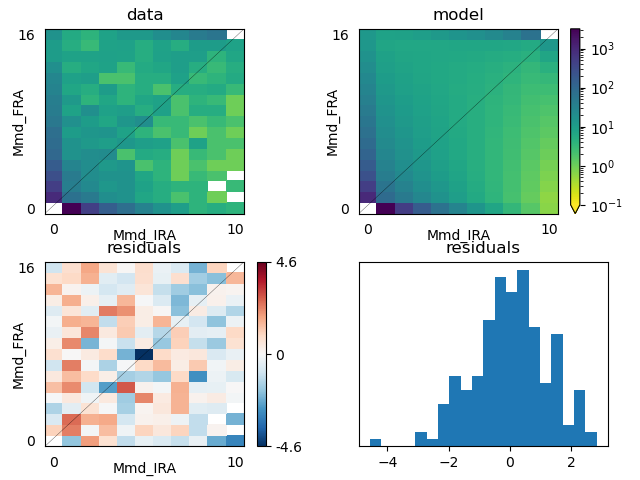 data
model
16
Mmd_FRA
0
0
Mmd_IRA
10
16
Mmd_FRA
0
0
Mmd_IRA
10
10³
10²
10¹
10⁰
10⁻¹
residuals
residuals
16
Mmd_FRA
0
0
Mmd_IRA
10
4.6
0
-4.6
−4
−2
0
2